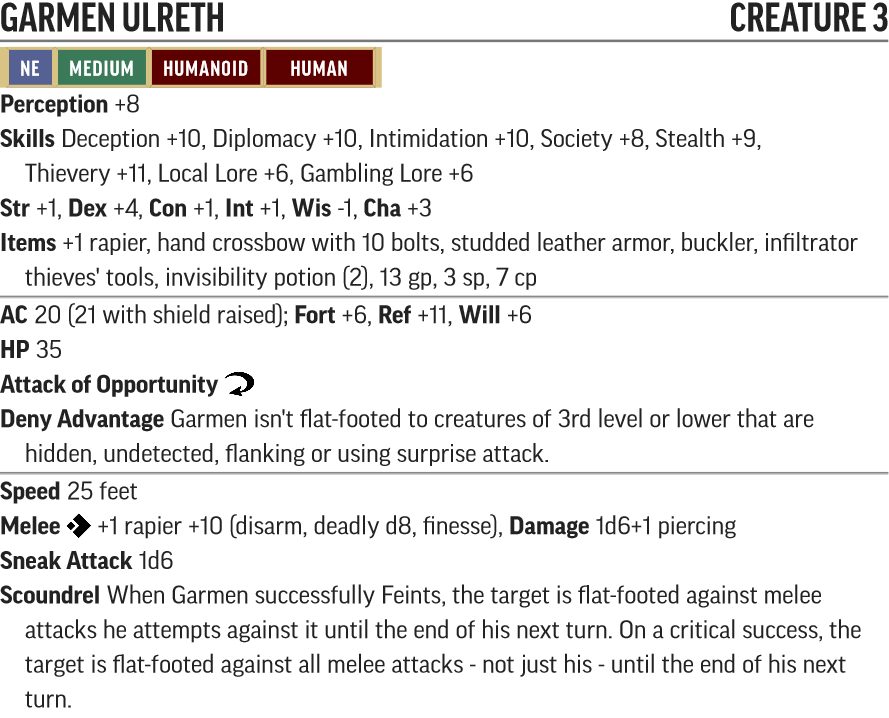 GARMEN ULRETH CREATURE 3
NE MEDIUM HUMANOID HUMAN
Perception +8
Skills Deception +10, Diplomacy +10, Intimidation +10, Society +8, Stealth +9,
Thievery +11, Local Lore +6, Gambling Lore +6
Str +1, Dex +4, Con +1, Int +1, Wis -1, Cha +3
Items +1 rapier, hand crossbow with 10 bolts, studded leather armor, buckler, infiltrator
thieves' tools, invisibility potion (2), 13 gp, 3 sp, 7 cp
AC 20 (21 with shield raised); Fort +6, Ref +11, Will +6
HP 35
Attack of Opportunity
Deny Advantage Garmen isn't flat-footed to creatures of 3rd level or lower that are
hidden, undetected, flanking or using surprise attack.
Speed 25 feet
Melee +1 rapier +10 (disarm, deadly d8, finesse), Damage 1d6+1 piercing
Sneak Attack 1d6
Scoundrel When Garmen successfully Feints, the target is flat-footed against melee
attacks he attempts against it until the end of his next turn. On a critical success, the
target is flat-footed against all melee attacks - not just his - until the end of his next
turn.